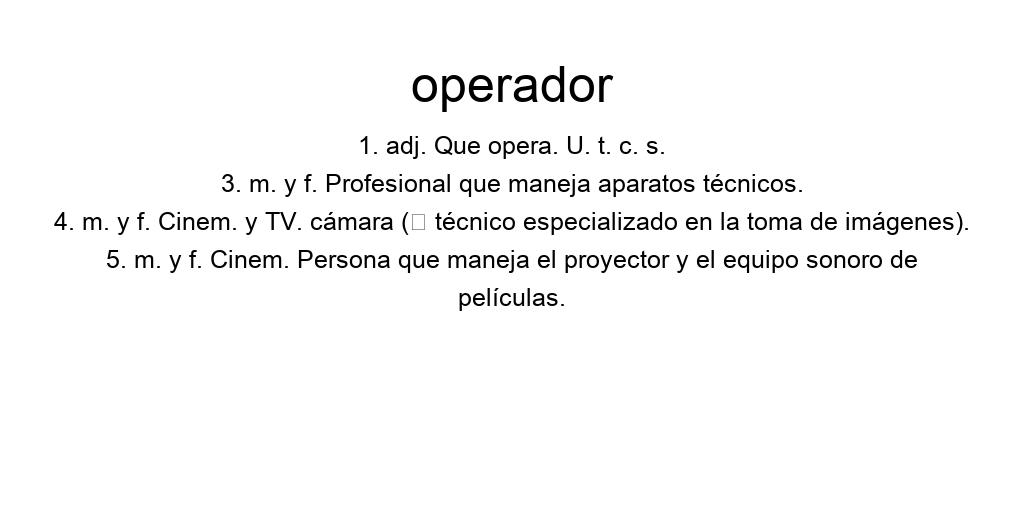 operador
1. adj. Que opera. U. t. c. s.
3. m. y f. Profesional que maneja aparatos técnicos.
4. m. y f. Cinem. y TV. cámara (□ técnico especializado en la toma de imágenes).
5. m. y f. Cinem. Persona que maneja el proyector y el equipo sonoro de
películas.